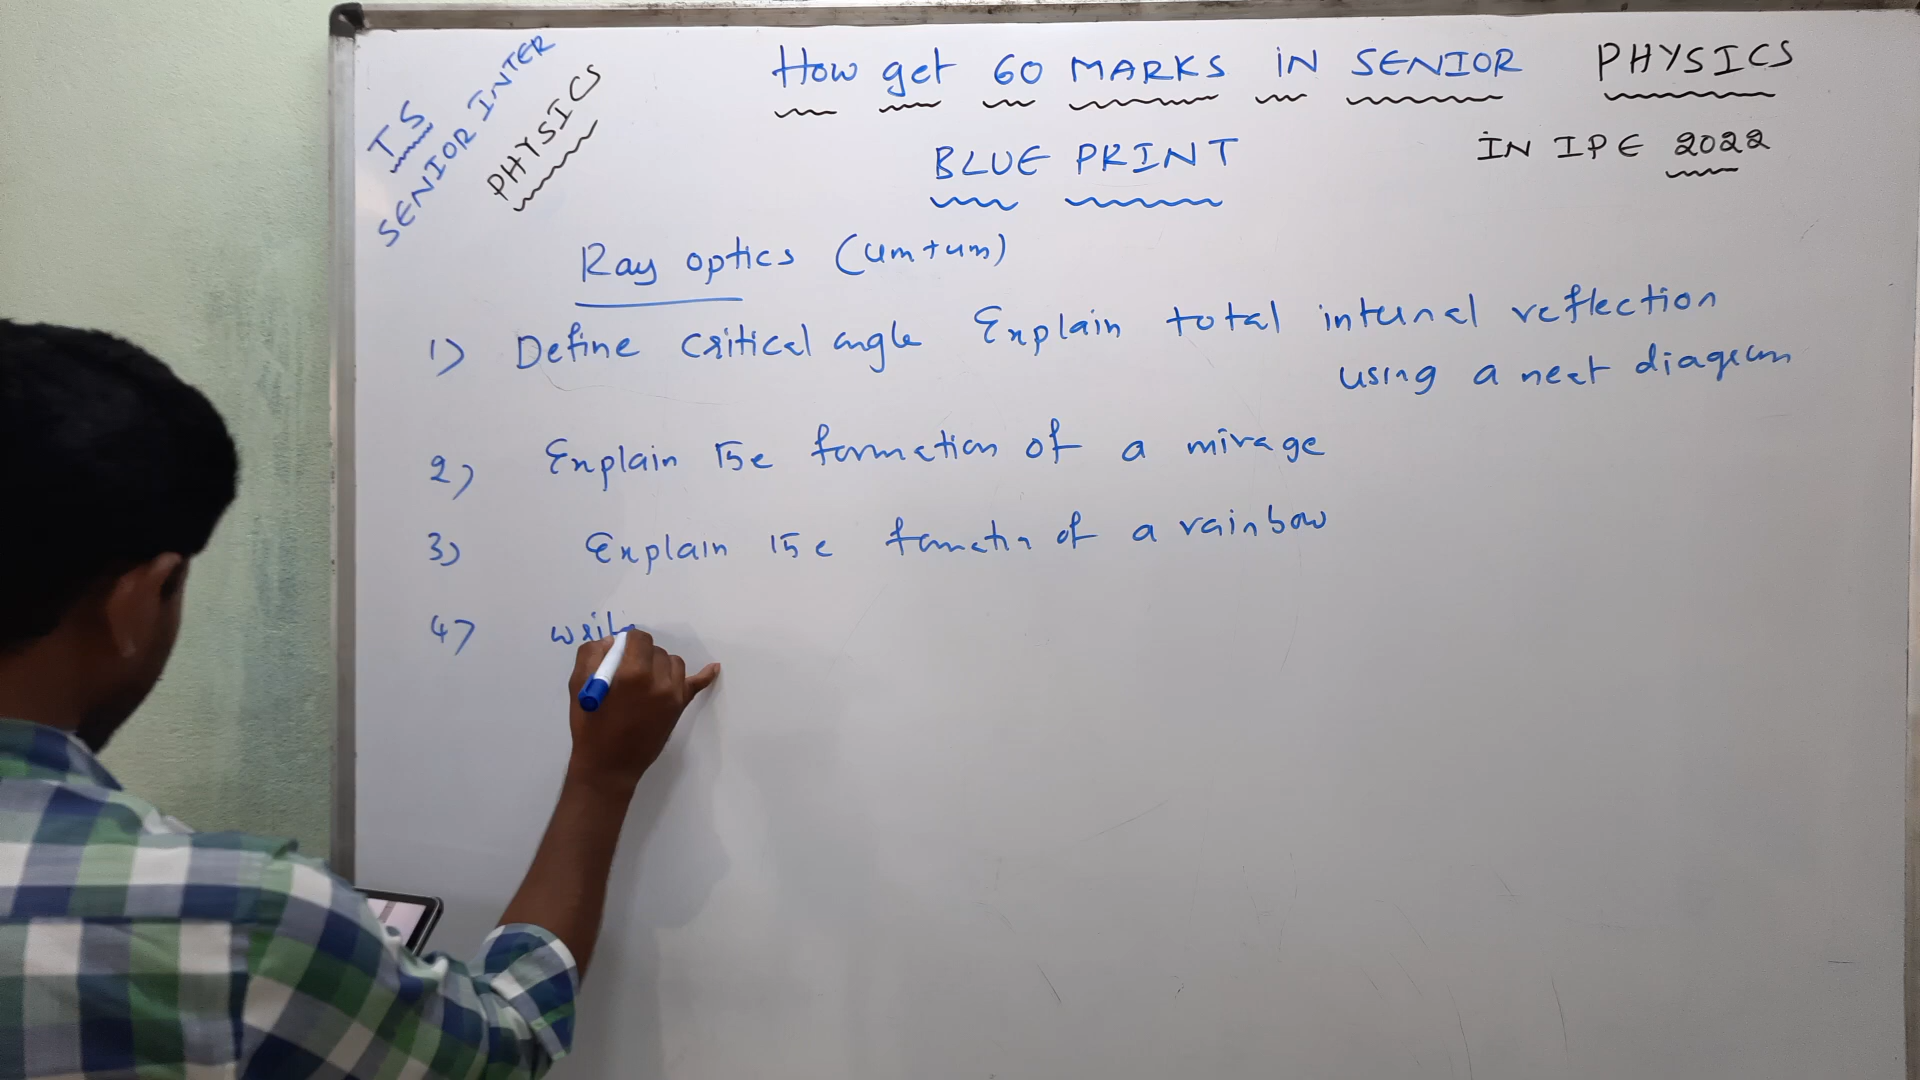 TS
SENIOR INTER
PHYSICS
How get 60 MARKS IN SENIOR PHYSICS
BLUE PRINT
IN IPE 2022
Ray optics (4m+4m)
1) Define critical angle Explain total internal reflection
using a neat diagram
2) Explain the formation of a mirage
3) Explain the formation of a rainbow
4) write